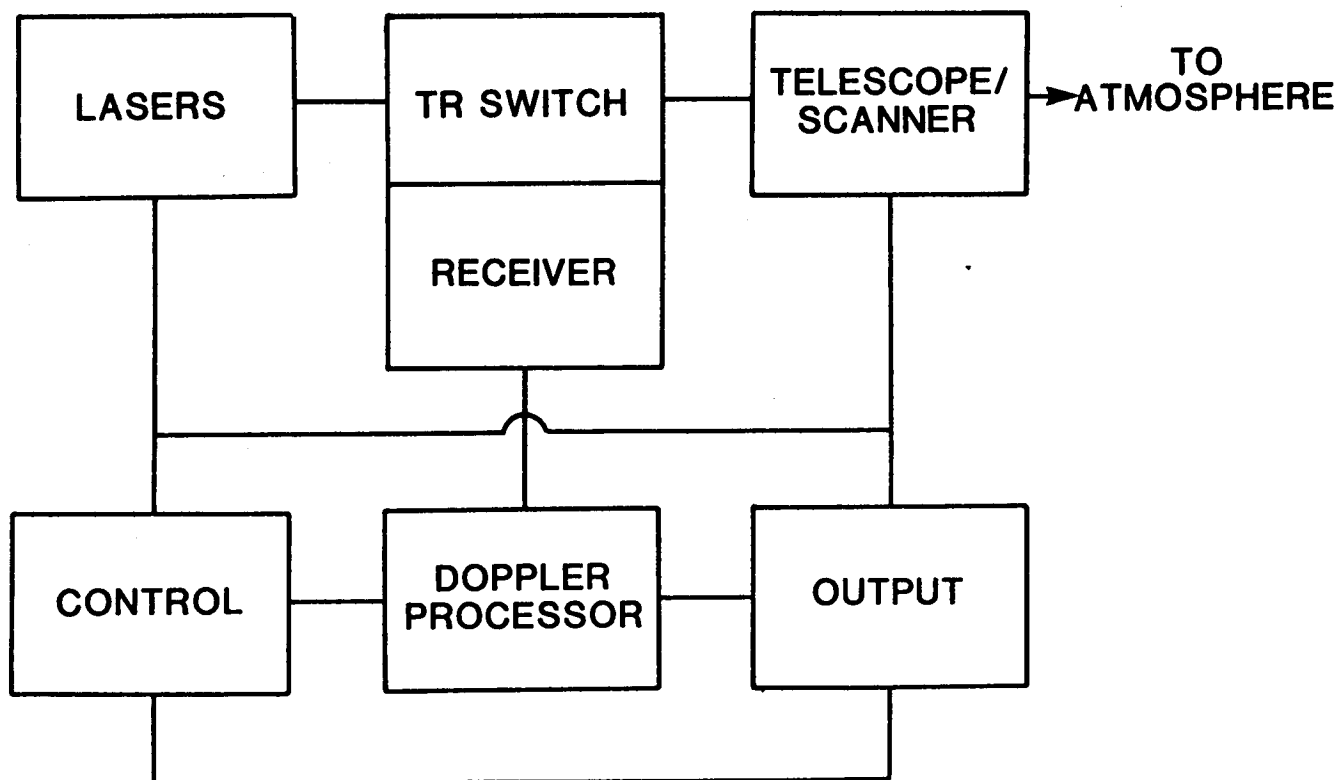 LASERS
TR SWITCH
TELESCOPE/
SCANNER
TO
ATMOSPHERE
RECEIVER
CONTROL
DOPPLER
PROCESSOR
OUTPUT